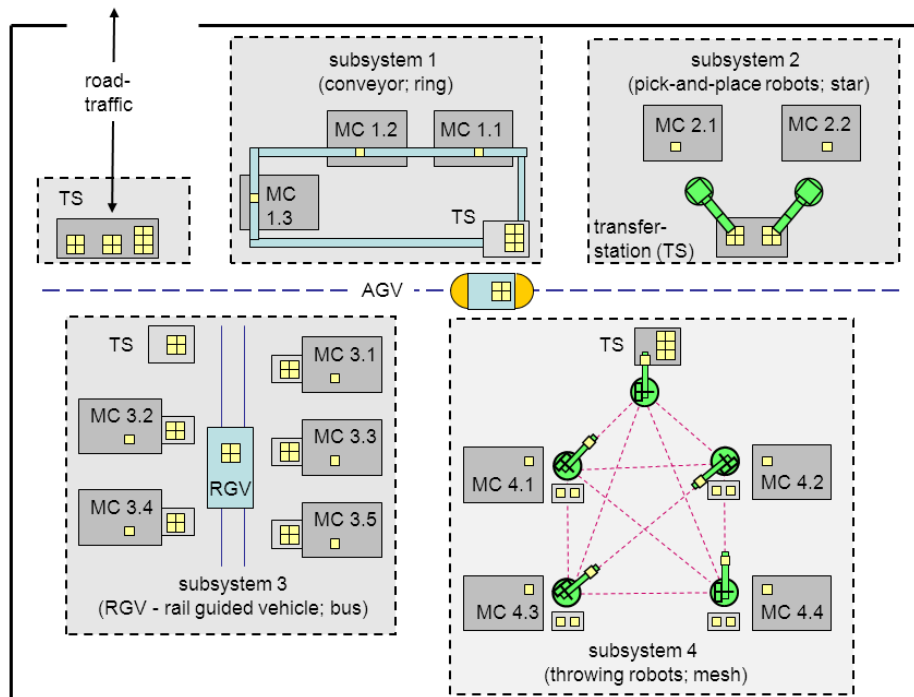 road-
traffic
TS
subsystem 1
(conveyor; ring)
MC 1.2
MC 1.1
MC
1.3
TS
subsystem 2
(pick-and-place robots; star)
MC 2.1
MC 2.2
transfer-
station (TS)
AGV
TS
MC 3.1
MC 3.2
MC 3.3
RGV
MC 3.4
MC 3.5
subsystem 3
(RGV - rail guided vehicle; bus)
TS
MC 4.1
MC 4.2
MC 4.3
MC 4.4
subsystem 4
(throwing robots; mesh)